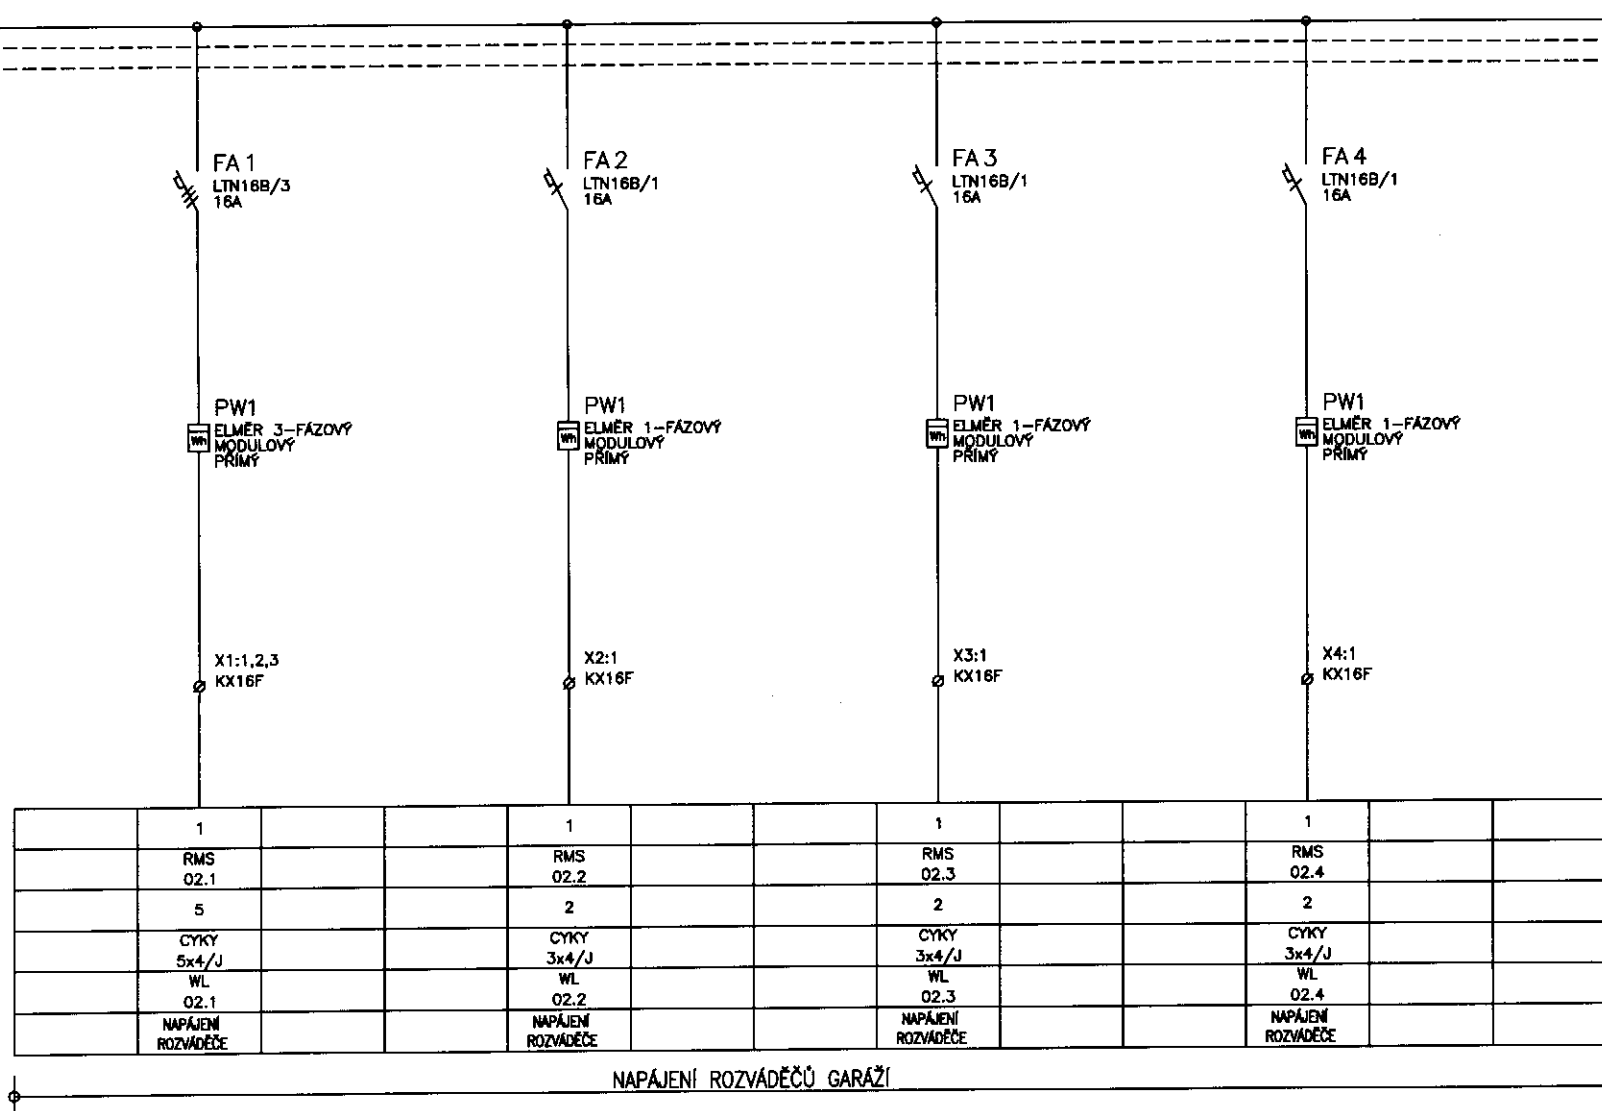 FA 1
LTN16B/3
16A
FA 2
LTN16B/1
16A
FA 3
LTN16B/1
16A
FA 4
LTN16B/1
16A
PW1
ELMĚR 3-FÁZOVÝ
MODULOVÝ
PŘÍMÝ
Wh
PW1
ELMĚR 1-FÁZOVÝ
MODULOVÝ
PŘÍMÝ
Wh
PW1
ELMĚR 1-FÁZOVÝ
MODULOVÝ
PŘÍMÝ
Wh
PW1
ELMĚR 1-FÁZOVÝ
MODULOVÝ
PŘÍMÝ
Wh
X1:1,2,3
KX16F
X2:1
KX16F
X3:1
KX16F
X4:1
KX16F
1 1 1 1
RMS RMS RMS RMS
02.1 02.2 02.3 02.4
5 2 2 2
CYKY CYKY CYKY CYKY
5x4/J 3x4/J 3x4/J 3x4/J
WL WL WL WL
02.1 02.2 02.3 02.4
NAPÁJENÍ NAPÁJENÍ NAPÁJENÍ NAPÁJENÍ
ROZVÁDĚČE ROZVÁDĚČE ROZVÁDĚČE ROZVÁDĚČE
NAPÁJENÍ ROZVÁDĚČŮ GARÁŽÍ